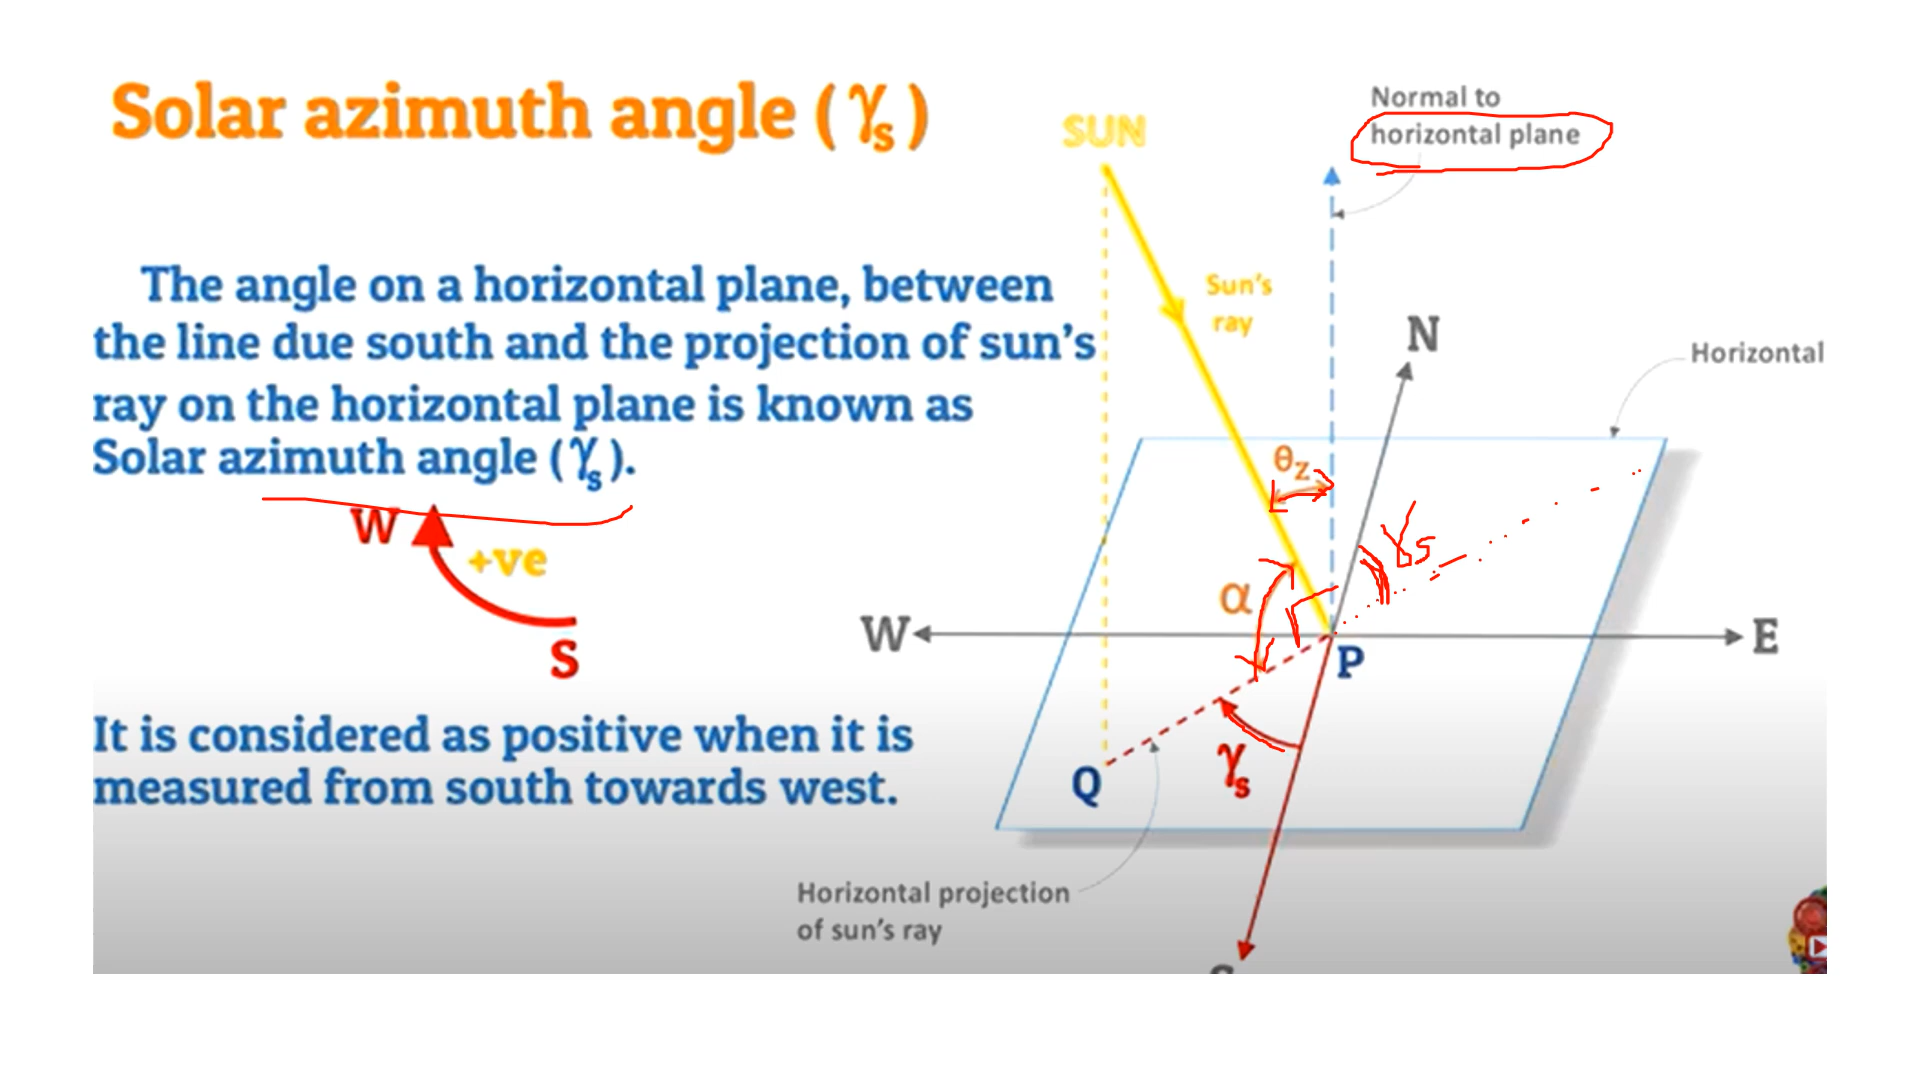 Solar azimuth angle (γs)
The angle on a horizontal plane, between
the line due south and the projection of sun's
ray on the horizontal plane is known as
Solar azimuth angle (γs).
W
+ve
S
It is considered as positive when it is
measured from south towards west.
Normal to
horizontal plane
SUN
Sun's
ray
N
Horizontal
θz
γs
α
W
E
P
Q
γs
Horizontal projection
of sun's ray